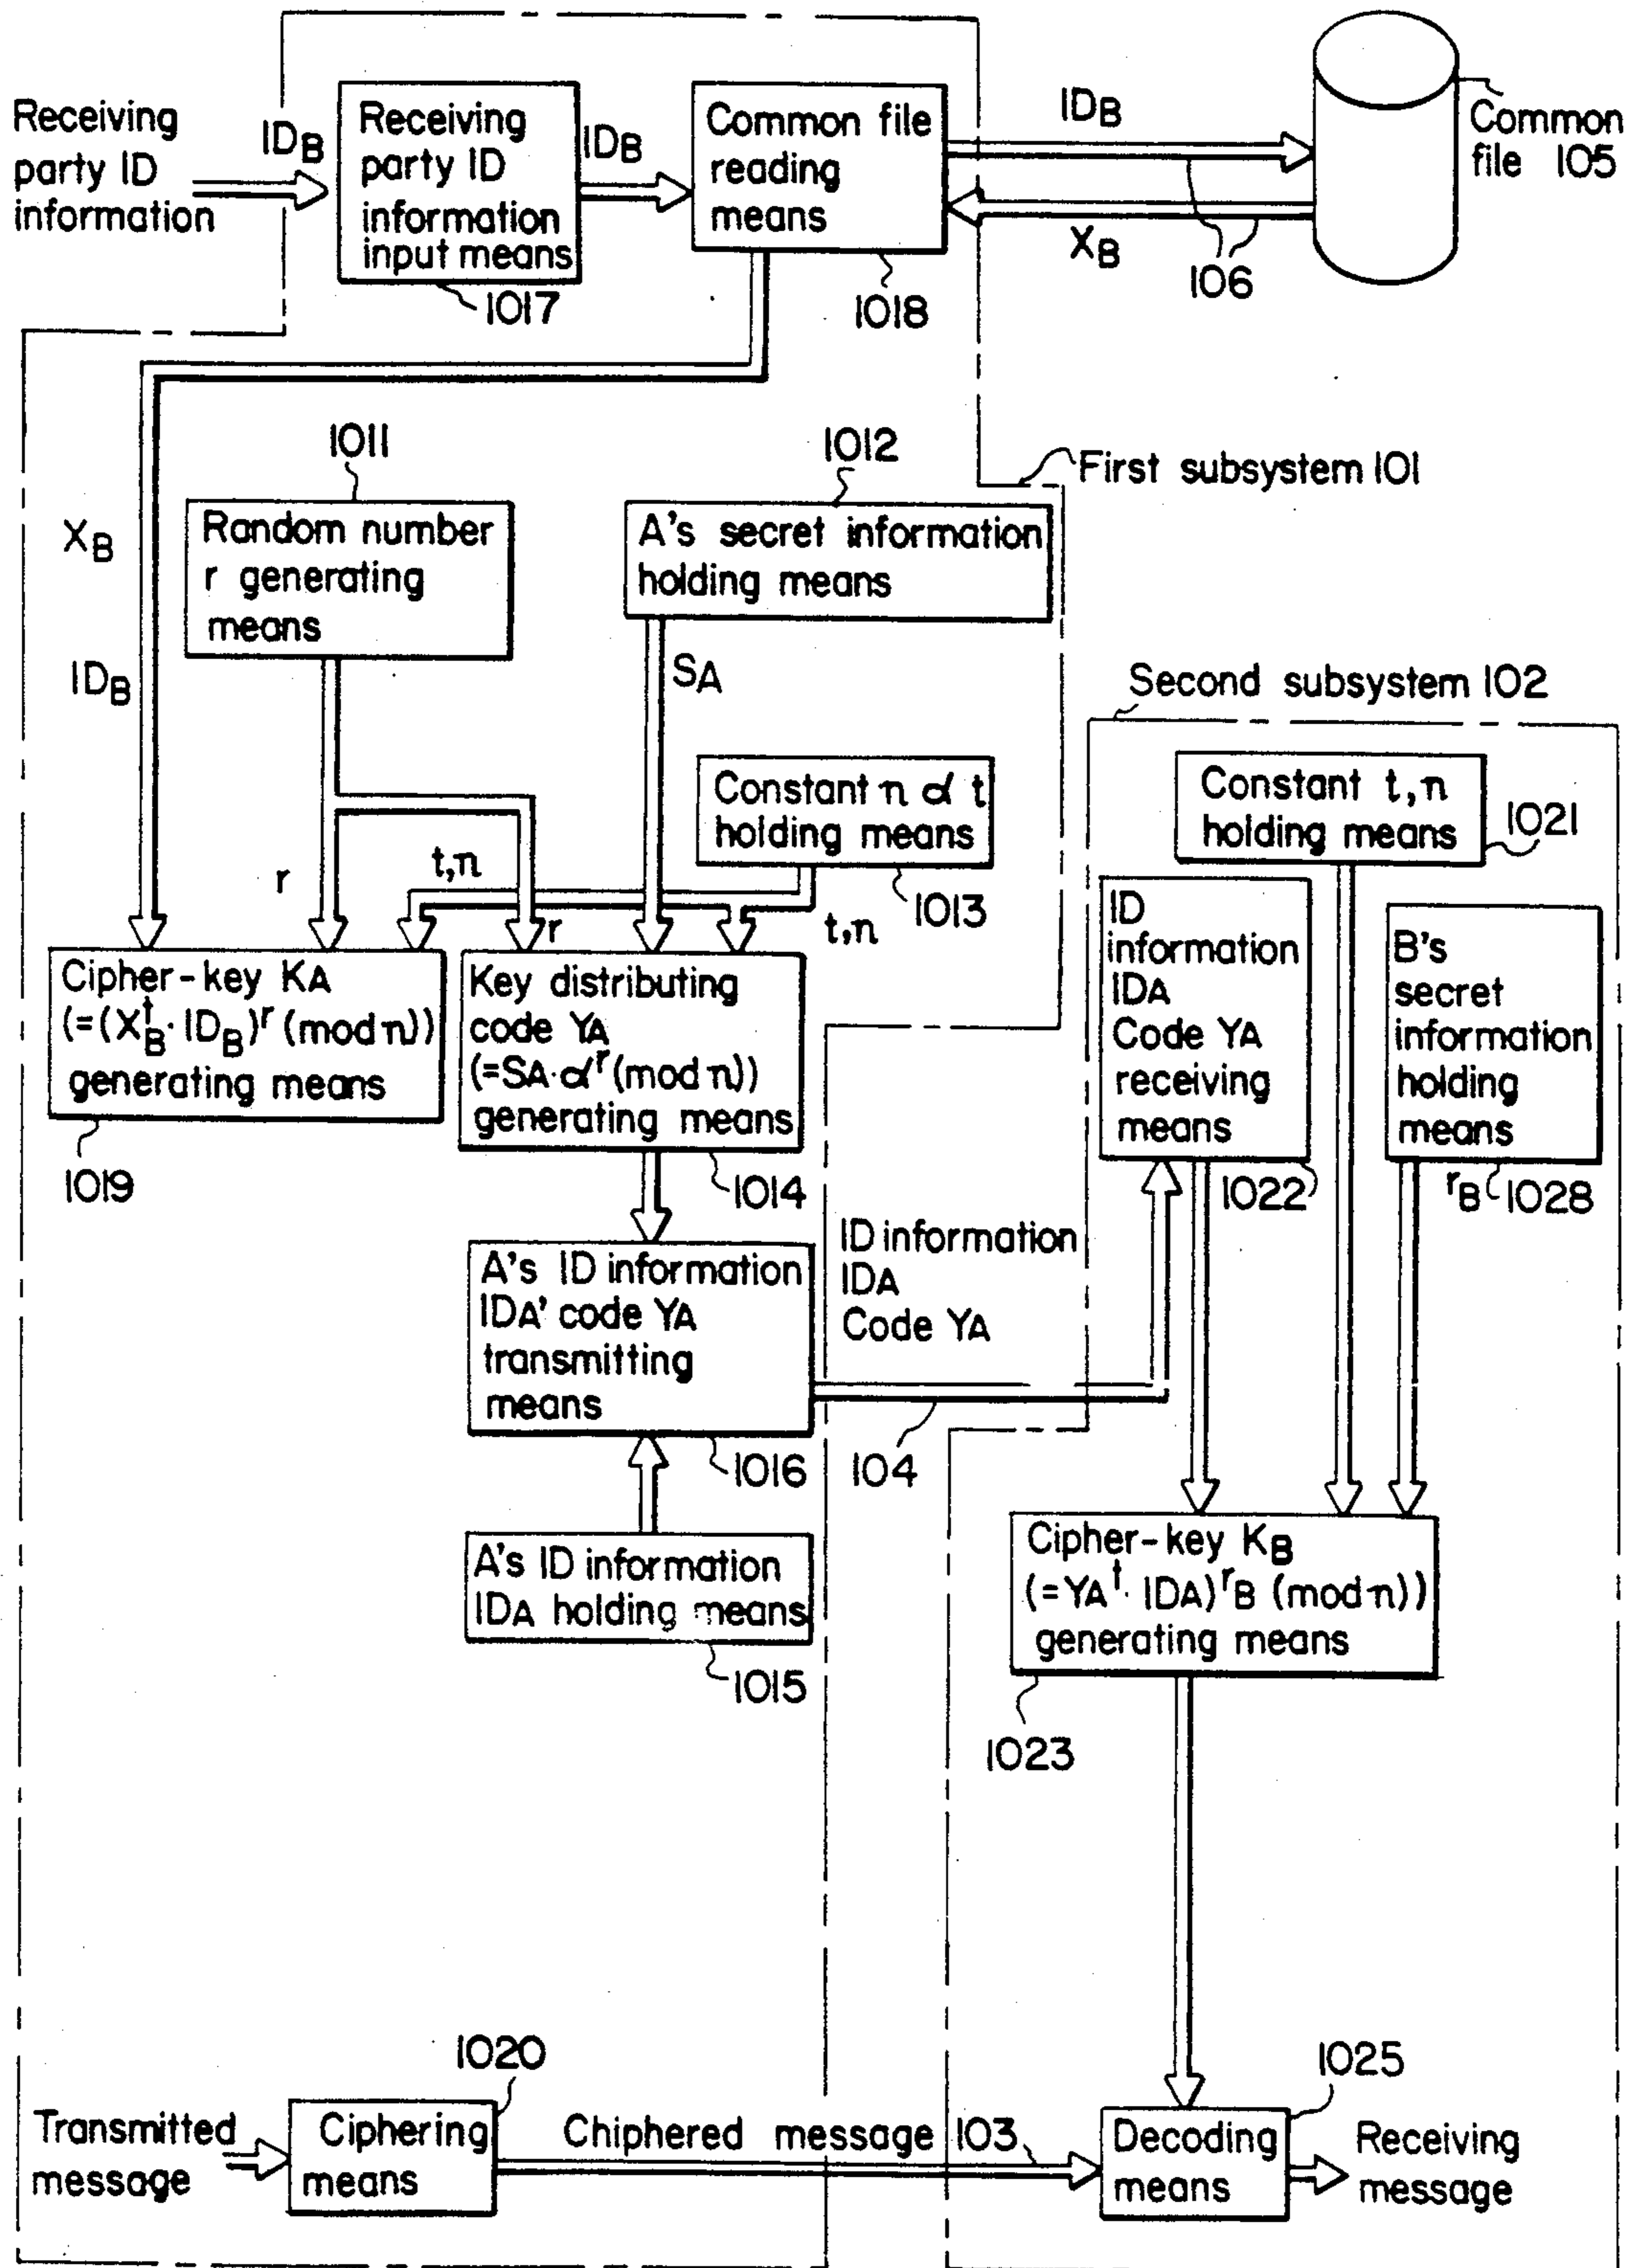 Receiving
party ID
information
IDB
Receiving
party ID
information
input means
1017
IDB
Common file
reading
means
1018
IDB
XB
106
Common
file 105
First subsystem 101
XB
IDB
1011
Random number
r generating
means
1012
A's secret information
holding means
SA
Constant n α t
holding means
1013
r
t,n
r
t,n
Cipher-key KA
(=(XB^t·IDB)^r (mod n))
generating means
1019
Key distributing
code YA
(=SA·α^r (mod n))
generating means
1014
A's ID information
IDA' code YA
transmitting
means
1016
A's ID information
IDA holding means
1015
ID information
IDA
Code YA
104
Second subsystem 102
Constant t,n
holding means
1021
ID
information
IDA
Code YA
receiving
means
1022
B's
secret
information
holding
means
rB
1028
Cipher-key KB
(=YA^t·IDA)^rB (mod n))
generating means
1023
Transmitted
message
1020
Ciphering
means
Chiphered message 103
1025
Decoding
means
Receiving
message